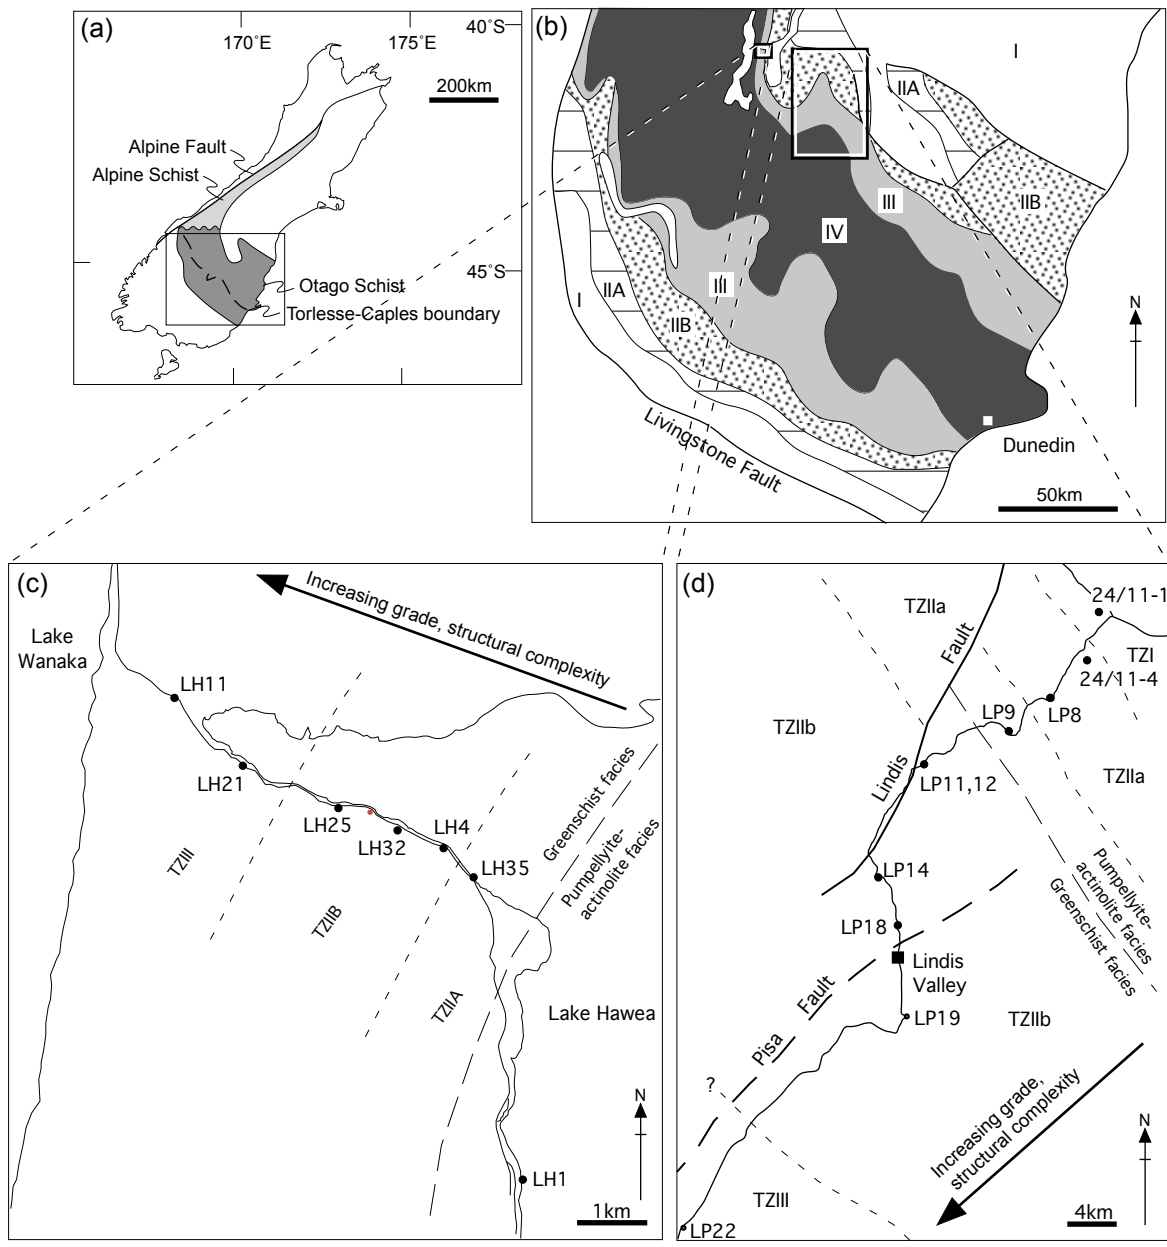 (a)
40°S
170°E
175°E
200km
Alpine Fault
Alpine Schist
45°S
Otago Schist
Torlesse-Caples boundary
(b)
I
IIA
IIB
III
IV
III
I
IIA
IIB
N
Livingstone Fault
Dunedin
50km
(c)
Increasing grade, structural complexity
Lake
Wanaka
LH11
LH21
LH25
LH32
LH4
LH35
Greenschist facies
Pumpellyite-
actinolite facies
TZIII
TZIIB
TZIIA
Lake Hawea
N
LH1
1km
(d)
TZIIa
24/11-1
Fault
TZI
24/11-4
LP9
LP8
TZIIb
Lindis
TZIIa
LP11,12
LP14
Pumpellyite-
actinolite facies
Greenschist facies
LP18
Lindis
Valley
Fault
LP19
TZIIb
Pisa
?
Increasing grade,
structural complexity
N
TZIII
LP22
4km